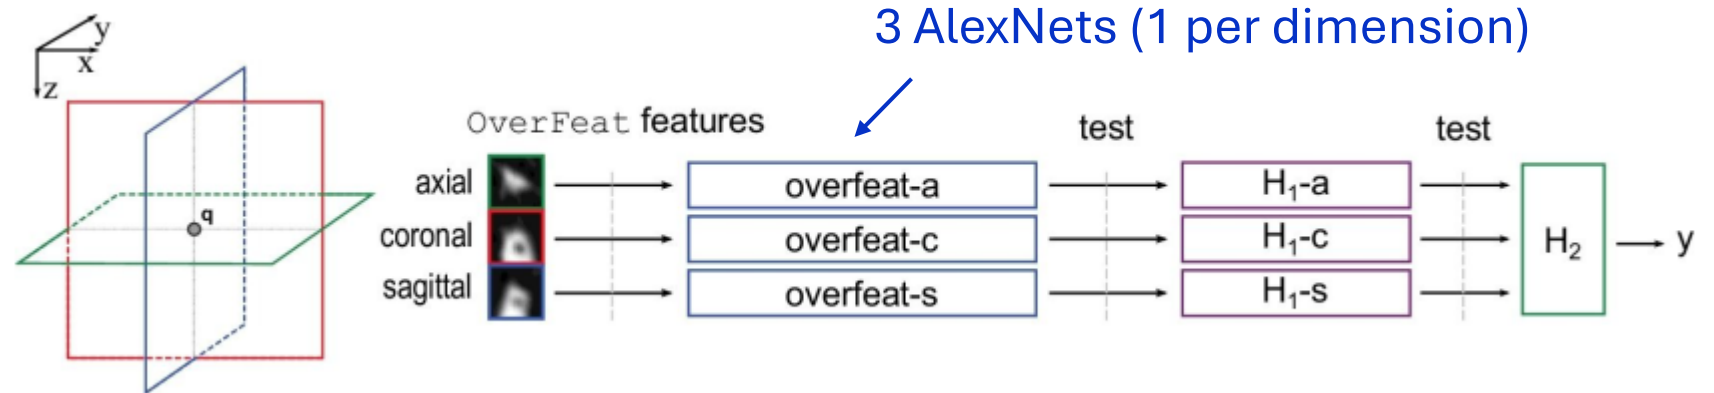 3 AlexNets (1 per dimension)
y
x
z
q
OverFeat features
test
test
axial
overfeat-a
H₁-a
coronal
overfeat-c
H₁-c
sagittal
overfeat-s
H₁-s
H₂
y